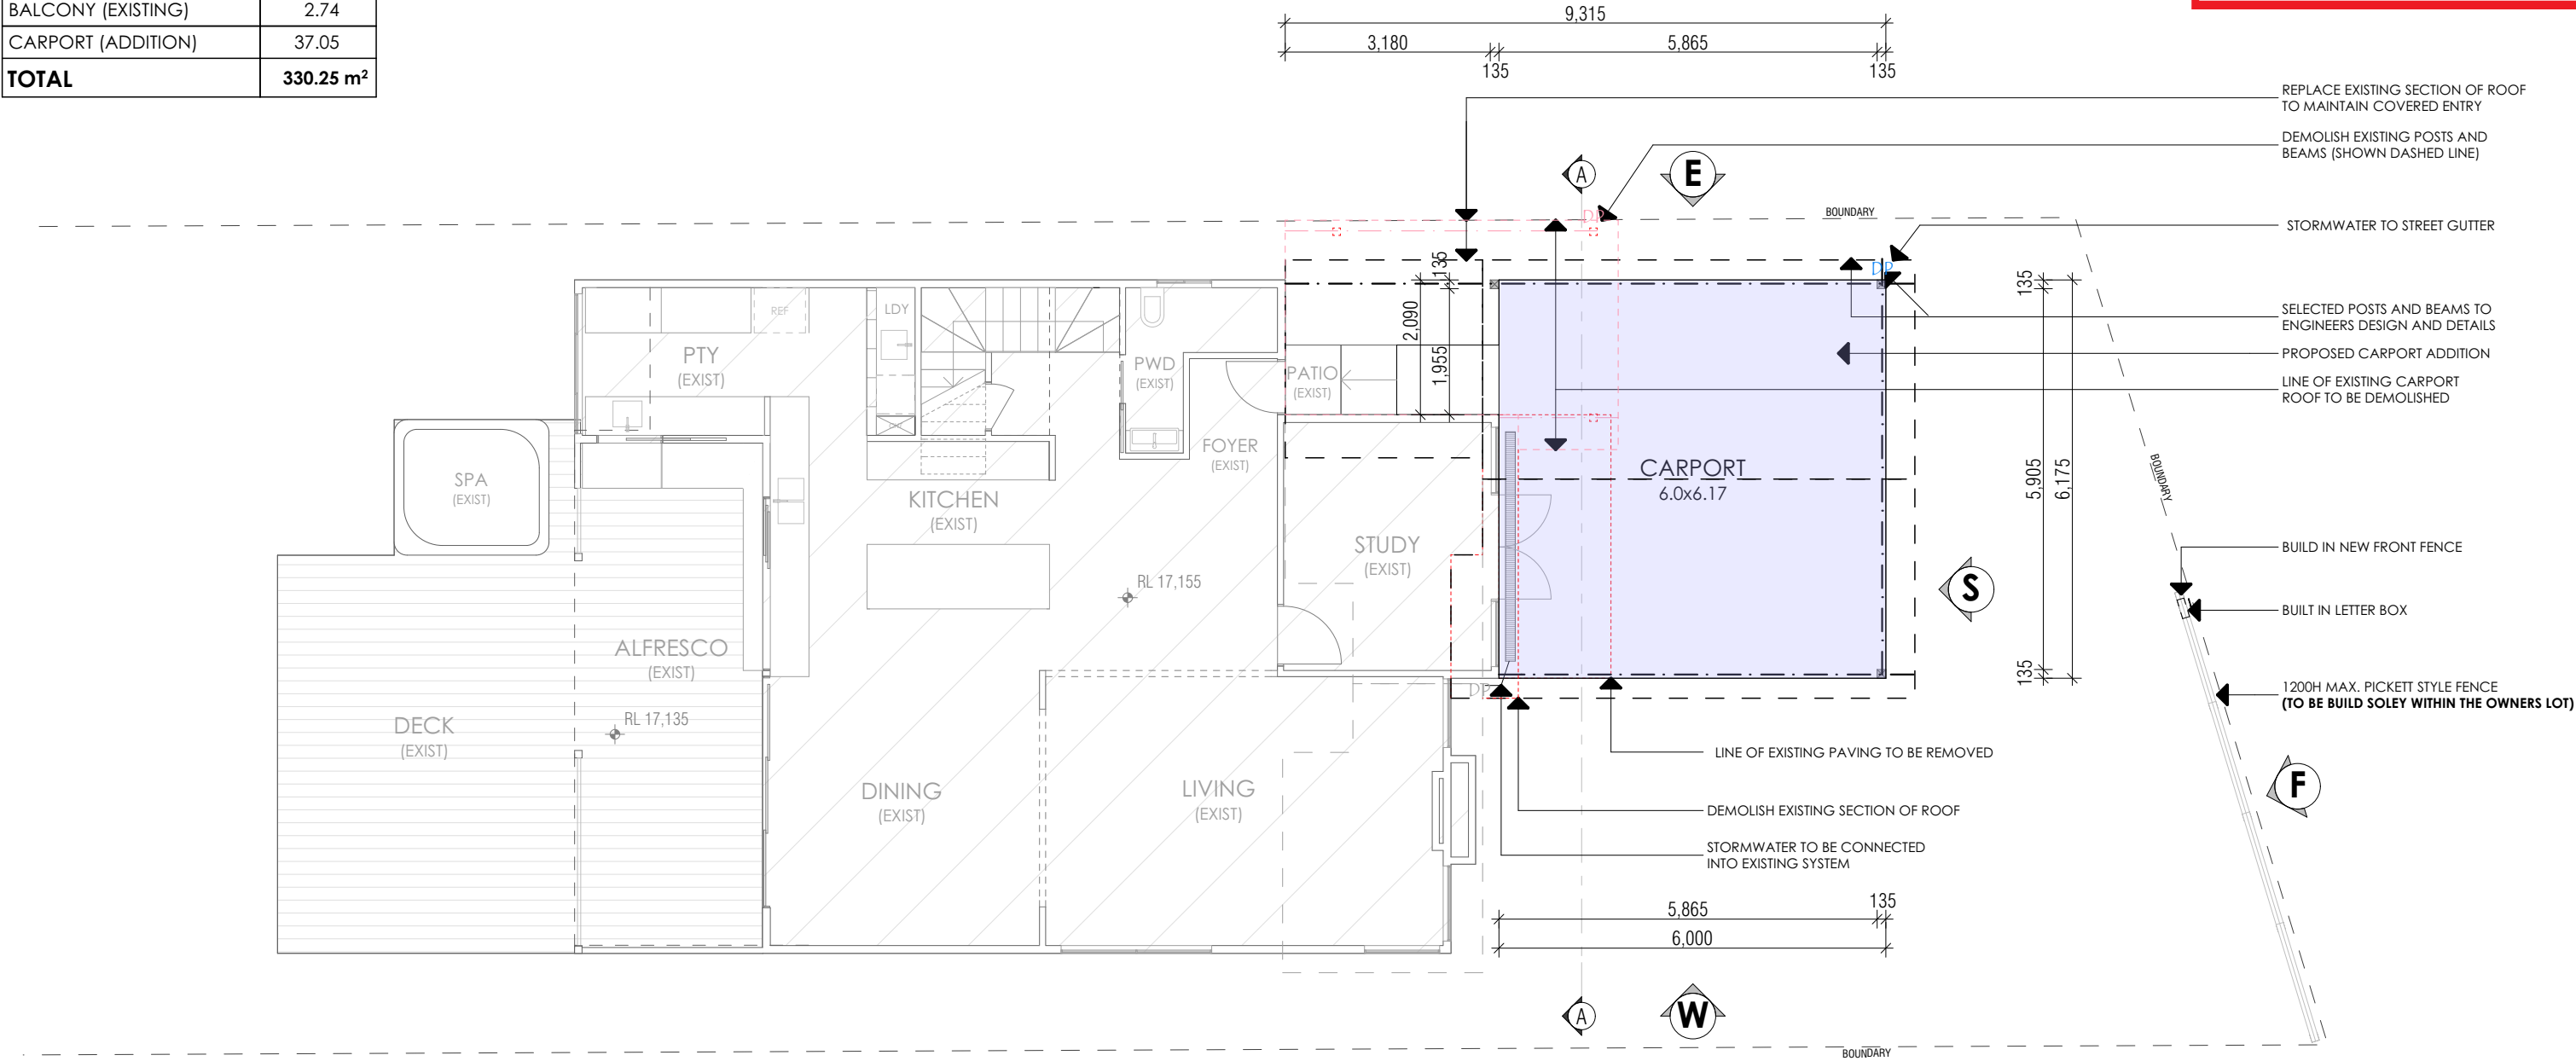 BALCONY (EXISTING) 2.74
CARPORT (ADDITION) 37.05
TOTAL 330.25 m²
9,315
3,180 5,865
135 135
REPLACE EXISTING SECTION OF ROOF
TO MAINTAIN COVERED ENTRY
DEMOLISH EXISTING POSTS AND
BEAMS (SHOWN DASHED LINE)
A
E
DP
BOUNDARY
STORMWATER TO STREET GUTTER
DP
135
135
2,090
1,955
SELECTED POSTS AND BEAMS TO
ENGINEERS DESIGN AND DETAILS
PROPOSED CARPORT ADDITION
LINE OF EXISTING CARPORT
ROOF TO BE DEMOLISHED
REF
LDY
PTY
(EXIST)
PWD
(EXIST)
PATIO
(EXIST)
FOYER
(EXIST)
SPA
(EXIST)
KITCHEN
(EXIST)
CARPORT
6.0x6.17
5,905
6,175
BOUNDARY
STUDY
(EXIST)
BUILD IN NEW FRONT FENCE
RL 17,155
S
BUILT IN LETTER BOX
ALFRESCO
(EXIST)
135
DP
1200H MAX. PICKETT STYLE FENCE
(TO BE BUILD SOLEY WITHIN THE OWNERS LOT)
RL 17,135
DECK
(EXIST)
LINE OF EXISTING PAVING TO BE REMOVED
F
DINING
(EXIST)
LIVING
(EXIST)
DEMOLISH EXISTING SECTION OF ROOF
STORMWATER TO BE CONNECTED
INTO EXISTING SYSTEM
5,865 135
6,000
A
W
BOUNDARY